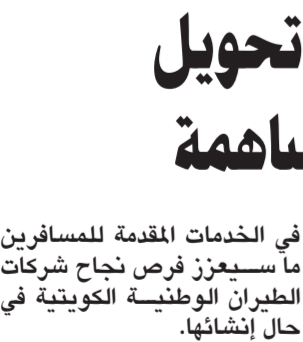 تحويل
ساهمة
في الخدمات المقدمة للمسافرين
ما سيعزز فرص نجاح شركات
الطيران الوطنية الكويتية في
حال إنشائها.